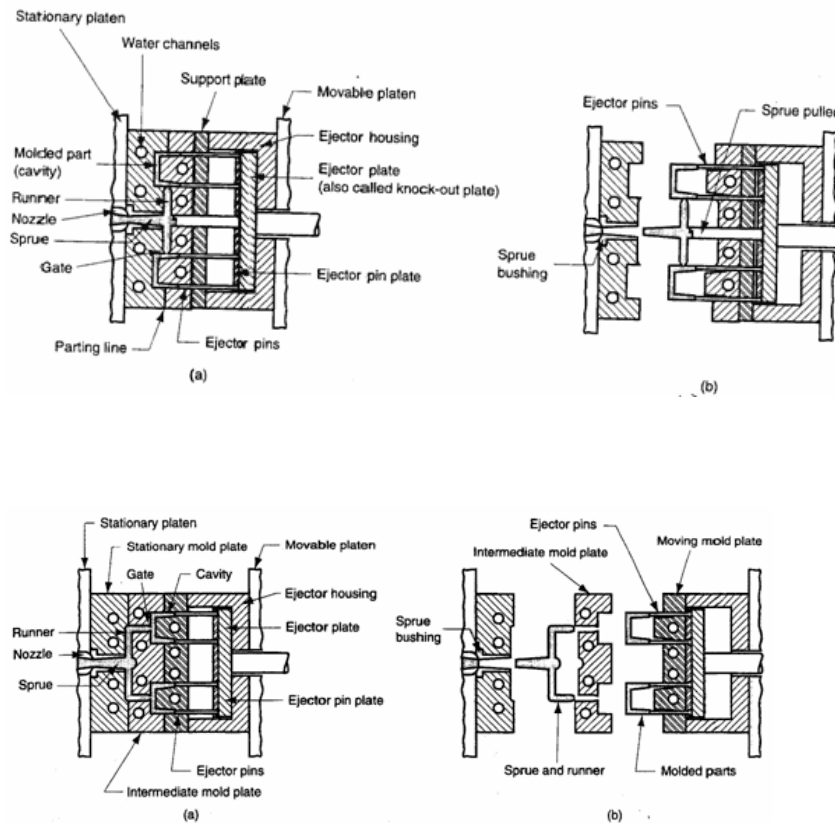 Stationary platen
Water channels
Support plate
Movable platen
Ejector housing
Molded part
(cavity)
Ejector plate
(also called knock-out plate)
Runner
Nozzle
Sprue
Gate
Ejector pin plate
Parting line
Ejector pins
(a)
Ejector pins
Sprue puller
Sprue
bushing
(b)
Stationary platen
Stationary mold plate
Movable platen
Gate
Cavity
Ejector housing
Runner
Ejector plate
Nozzle
Sprue
Ejector pin plate
Ejector pins
Intermediate mold plate
(a)
Ejector pins
Intermediate mold plate
Moving mold plate
Sprue
bushing
Sprue and runner
Molded parts
(b)